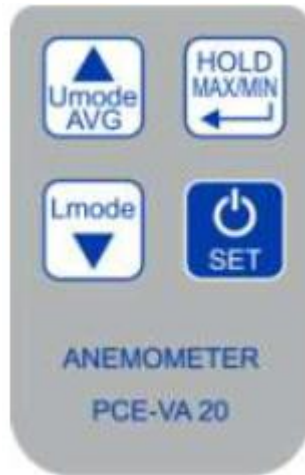 Umode
AVG
HOLD
MAX/MIN
Lmode
SET
ANEMOMETER
PCE-VA 20